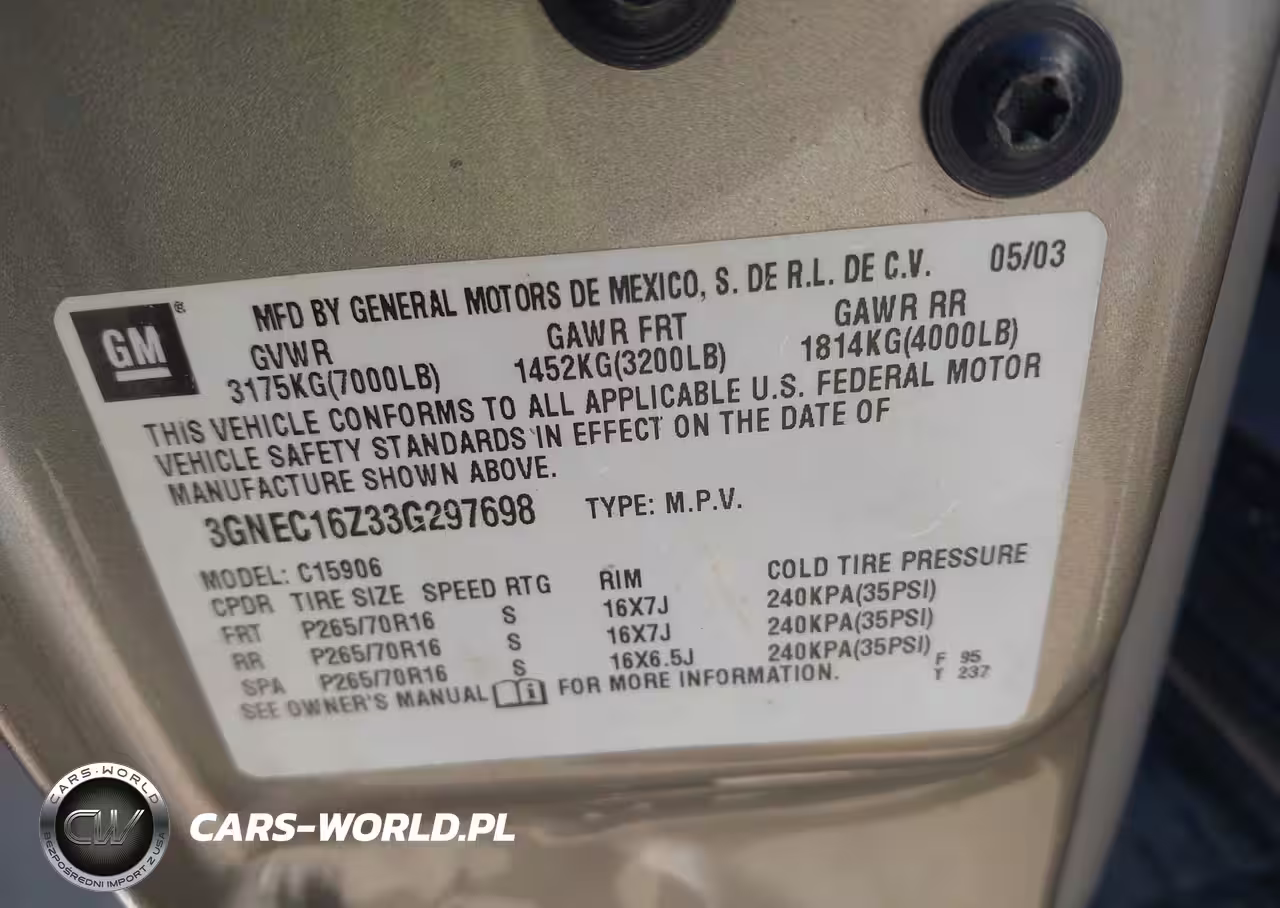 GM ®
MFD BY GENERAL MOTORS DE MEXICO, S. DE R.L. DE C.V. 05/03
GVWR GAWR FRT GAWR RR
3175KG(7000LB) 1452KG(3200LB) 1814KG(4000LB)
THIS VEHICLE CONFORMS TO ALL APPLICABLE U.S. FEDERAL MOTOR
VEHICLE SAFETY STANDARDS IN EFFECT ON THE DATE OF
MANUFACTURE SHOWN ABOVE.
3GNEC16Z33G297698 TYPE: M.P.V.
MODEL: C15906
CPDR TIRE SIZE SPEED RTG RIM COLD TIRE PRESSURE
FRT P265/70R16 S 16X7J 240KPA(35PSI)
RR P265/70R16 S 16X7J 240KPA(35PSI)
SPA P265/70R16 S 16X6.5J 240KPA(35PSI)
SEE OWNER'S MANUAL i FOR MORE INFORMATION.
F 95
T 237
CARS-WORLD
CW
BEZPOŚREDNI IMPORT Z USA
CARS-WORLD.PL